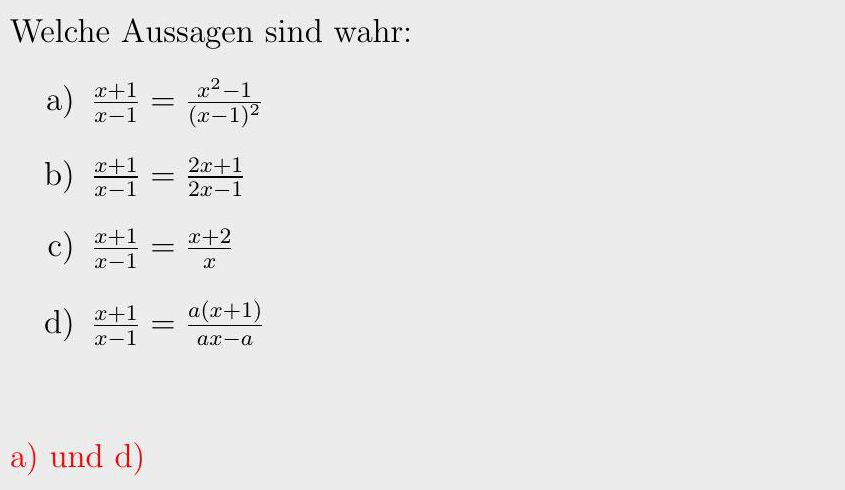 Welche Aussagen sind wahr:
a) \frac{x+1}{x-1} = \frac{x^2-1}{(x-1)^2}
b) \frac{x+1}{x-1} = \frac{2x+1}{2x-1}
c) \frac{x+1}{x-1} = \frac{x+2}{x}
d) \frac{x+1}{x-1} = \frac{a(x+1)}{ax-a}
a) und d)